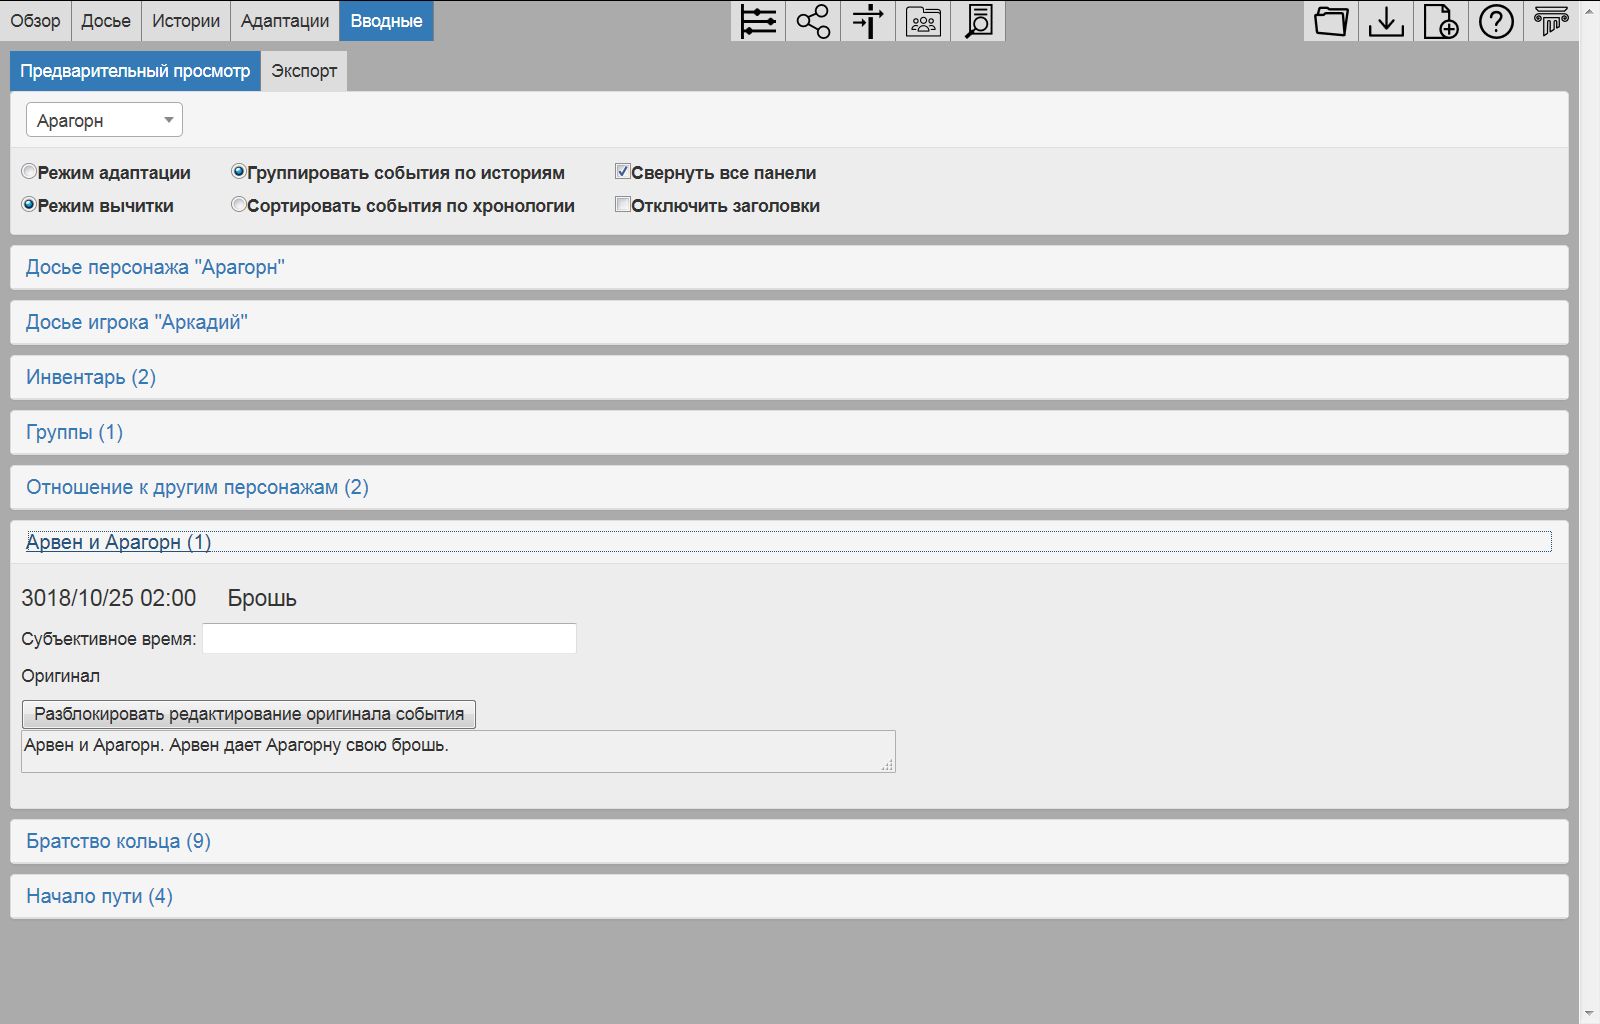 Обзор Досье Истории Адаптации Вводные
Предварительный просмотр Экспорт
Арагорн
Режим адаптации Группировать события по историям Свернуть все панели
Режим вычитки Сортировать события по хронологии Отключить заголовки
Досье персонажа "Арагорн"
Досье игрока "Аркадий"
Инвентарь (2)
Группы (1)
Отношение к другим персонажам (2)
Арвен и Арагорн (1)
3018/10/25 02:00 Брошь
Субъективное время:
Оригинал
Разблокировать редактирование оригинала события
Арвен и Арагорн. Арвен дает Арагорну свою брошь.
Братство кольца (9)
Начало пути (4)